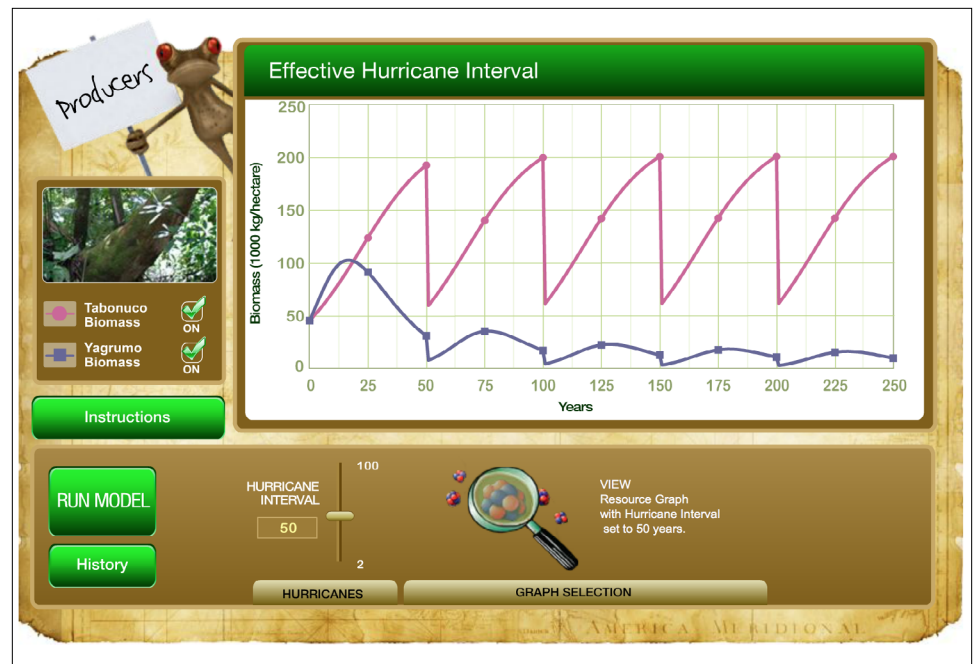 Producers
Effective Hurricane Interval
250
200
150
100
50
0
Biomass (1000 kg/hectare)
0 25 50 75 100 125 150 175 200 225 250
Years
Tabonuco
Biomass
ON
Yagrumo
Biomass
ON
Instructions
RUN MODEL
History
HURRICANE
INTERVAL
50
100
2
HURRICANES
VIEW
Resource Graph
with Hurricane Interval
set to 50 years.
GRAPH SELECTION
AMERICA MERIDIONAL